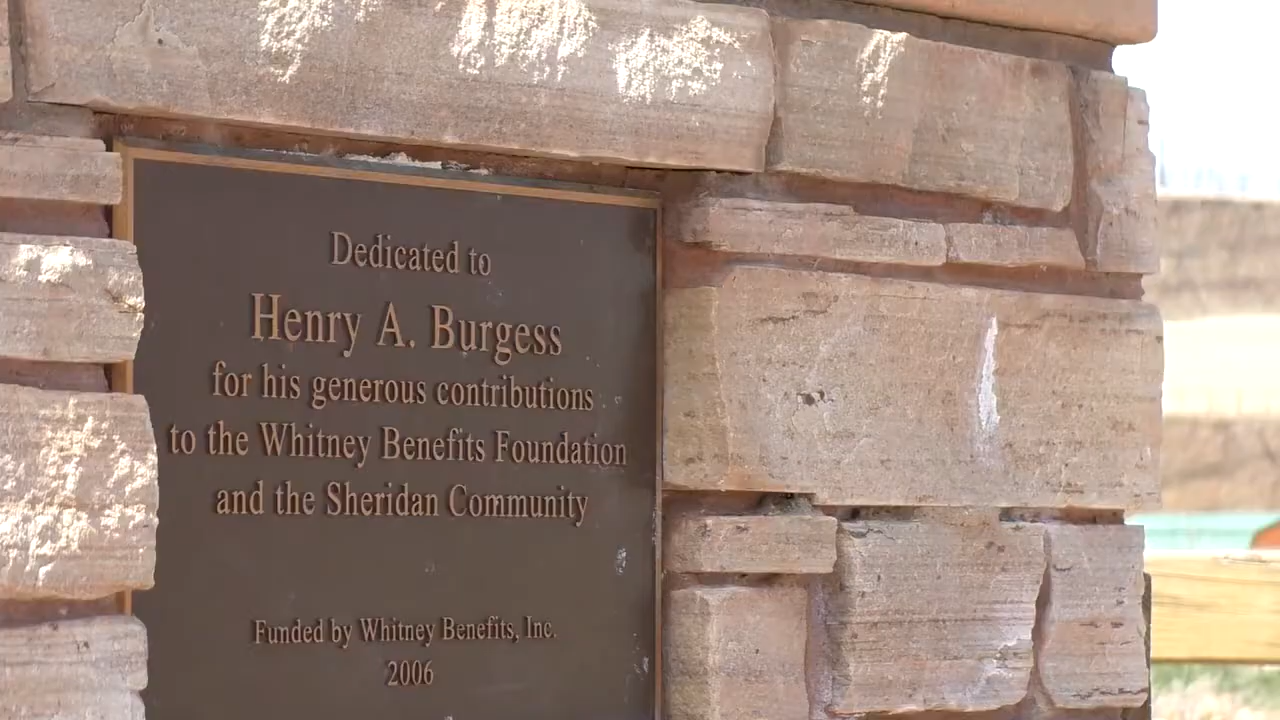 Dedicated to
Henry A. Burgess
for his generous contributions
to the Whitney Benefits Foundation
and the Sheridan Community
Funded by Whitney Benefits, Inc.
2006